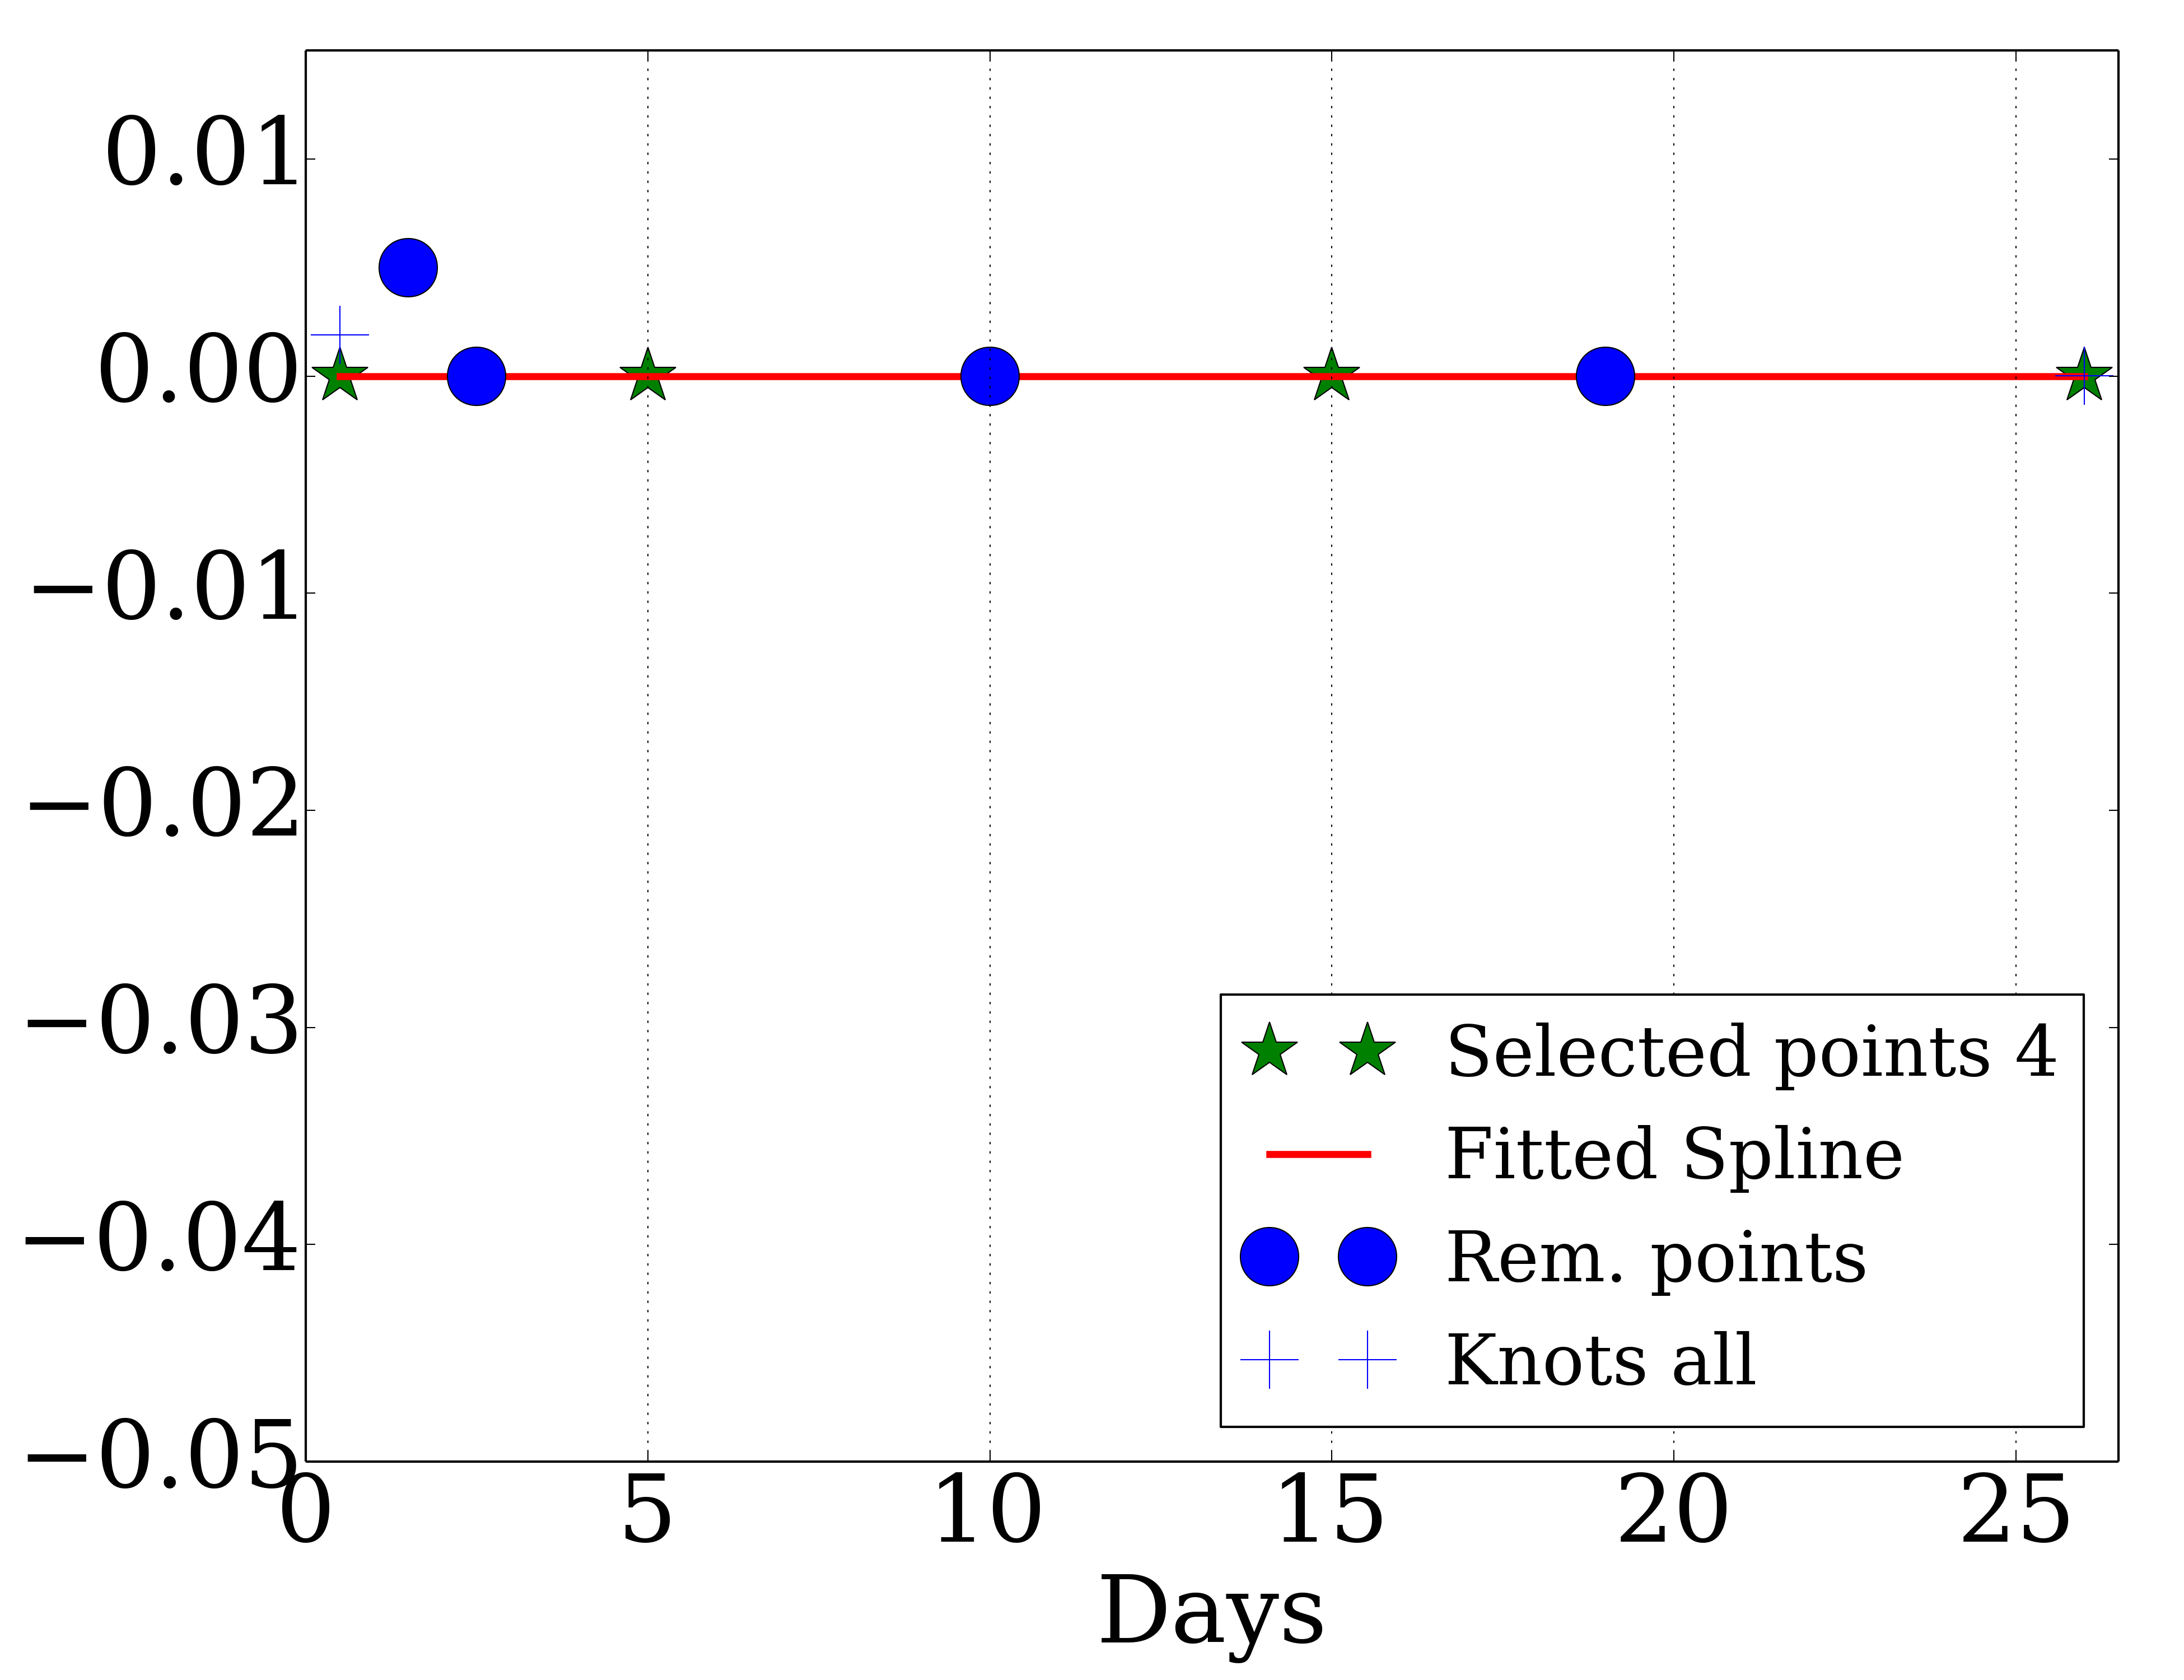 0.01
0.00
−0.01
−0.02
−0.03
−0.04
−0.05
Selected points 4
Fitted Spline
Rem. points
Knots all
0 5 10 15 20 25
Days